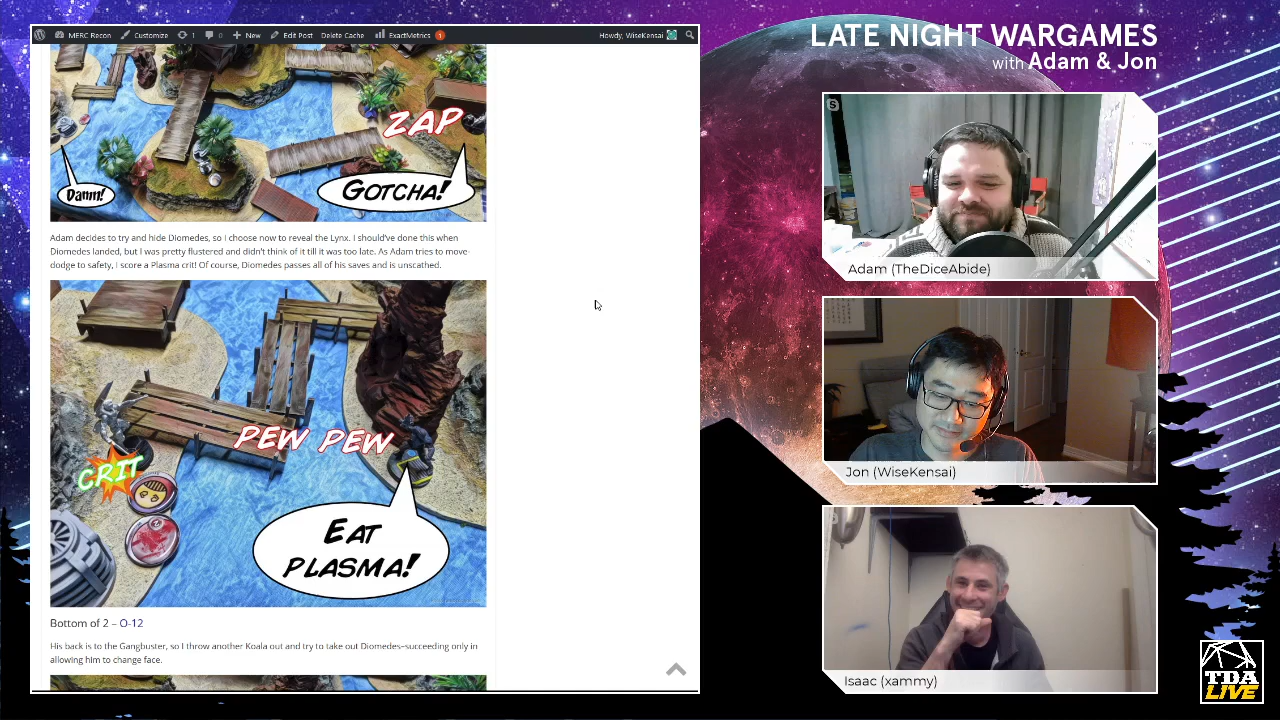 MERC Recon
Customize
1
0
New
Edit Post
Delete Cache
ExactMetrics
1
Howdy, WiseKensai
ZAP
Damn!
GOTCHA!
Adam decides to try and hide Diomedes, so I choose now to reveal the Lynx. I should've done this when
Diomedes landed, but I was pretty flustered and didn't think of it till it was too late. As Adam tries to move-
dodge to safety, I score a Plasma crit! Of course, Diomedes passes all of his saves and is unscathed.
PEW PEW
CRIT
EAT
PLASMA!
Bottom of 2 – O-12
His back is to the Gangbuster, so I throw another Koala out and try to take out Diomedes–succeeding only in
allowing him to change face.
LATE NIGHT WARGAMES
with Adam & Jon
Adam (TheDiceAbide)
Jon (WiseKensai)
Isaac (xammy)
TDA
LIVE